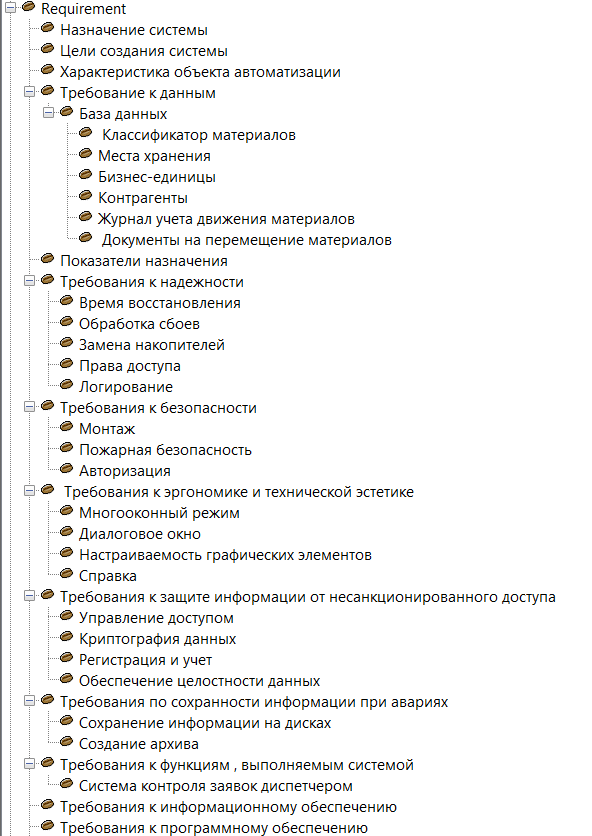 Requirement
Назначение системы
Цели создания системы
Характеристика объекта автоматизации
Требование к данным
База данных
Классификатор материалов
Места хранения
Бизнес-единицы
Контрагенты
Журнал учета движения материалов
Документы на перемещение материалов
Показатели назначения
Требования к надежности
Время восстановления
Обработка сбоев
Замена накопителей
Права доступа
Логирование
Требования к безопасности
Монтаж
Пожарная безопасность
Авторизация
Требования к эргономике и технической эстетике
Многооконный режим
Диалоговое окно
Настраиваемость графических элементов
Справка
Требования к защите информации от несанкционированного доступа
Управление доступом
Криптография данных
Регистрация и учет
Обеспечение целостности данных
Требования по сохранности информации при авариях
Сохранение информации на дисках
Создание архива
Требования к функциям , выполняемым системой
Система контроля заявок диспетчером
Требования к информационному обеспечению
Требования к программному обеспечению